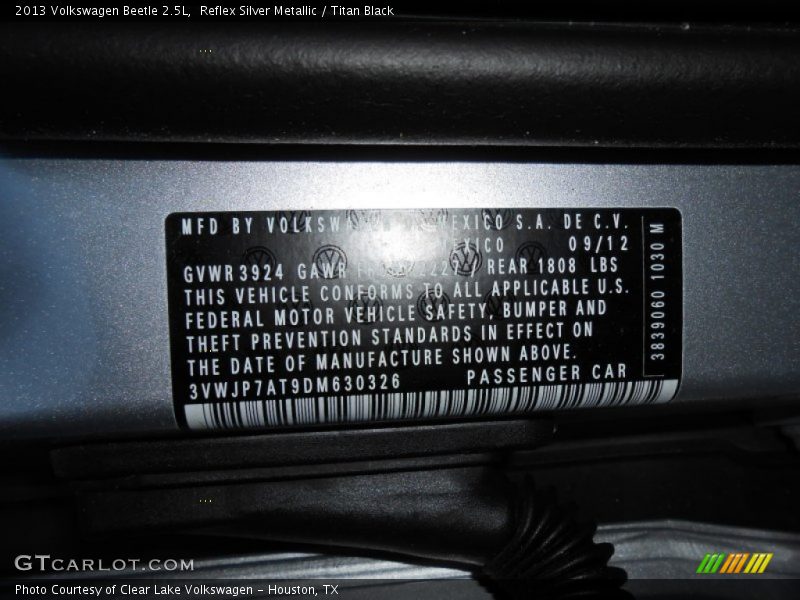 2013 Volkswagen Beetle 2.5L,  Reflex Silver Metallic / Titan Black
MFD BY VOLKSW MEXICO S.A. DE C.V.
09/12
GVWR3924 GAWR REAR 1808 LBS
THIS VEHICLE CONFORMS TO ALL APPLICABLE U.S.
FEDERAL MOTOR VEHICLE SAFETY, BUMPER AND
THEFT PREVENTION STANDARDS IN EFFECT ON
THE DATE OF MANUFACTURE SHOWN ABOVE.
3VWJP7AT9DM630326 PASSENGER CAR
3839060 1030 M
GTCARLOT.COM
Photo Courtesy of Clear Lake Volkswagen - Houston, TX